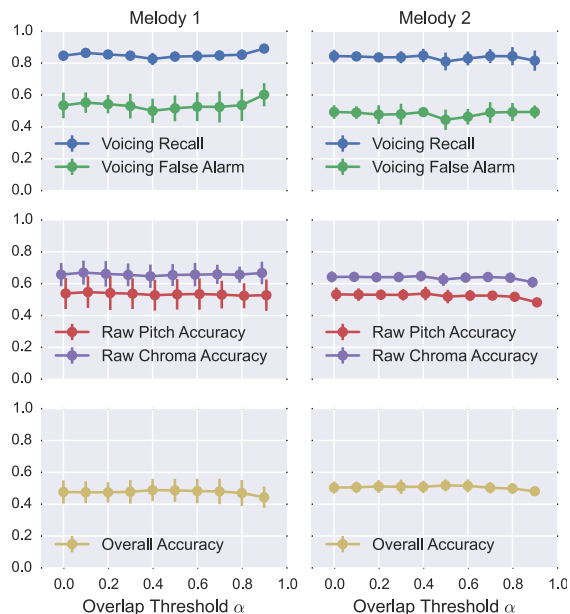 Melody 1
Melody 2
1.0
0.8
0.6
0.4
0.2
0.0
Voicing Recall
Voicing False Alarm
Voicing Recall
Voicing False Alarm
1.0
0.8
0.6
0.4
0.2
0.0
Raw Pitch Accuracy
Raw Chroma Accuracy
Raw Pitch Accuracy
Raw Chroma Accuracy
1.0
0.8
0.6
0.4
0.2
0.0
Overall Accuracy
Overall Accuracy
0.0 0.2 0.4 0.6 0.8 1.0
0.0 0.2 0.4 0.6 0.8 1.0
Overlap Threshold α
Overlap Threshold α